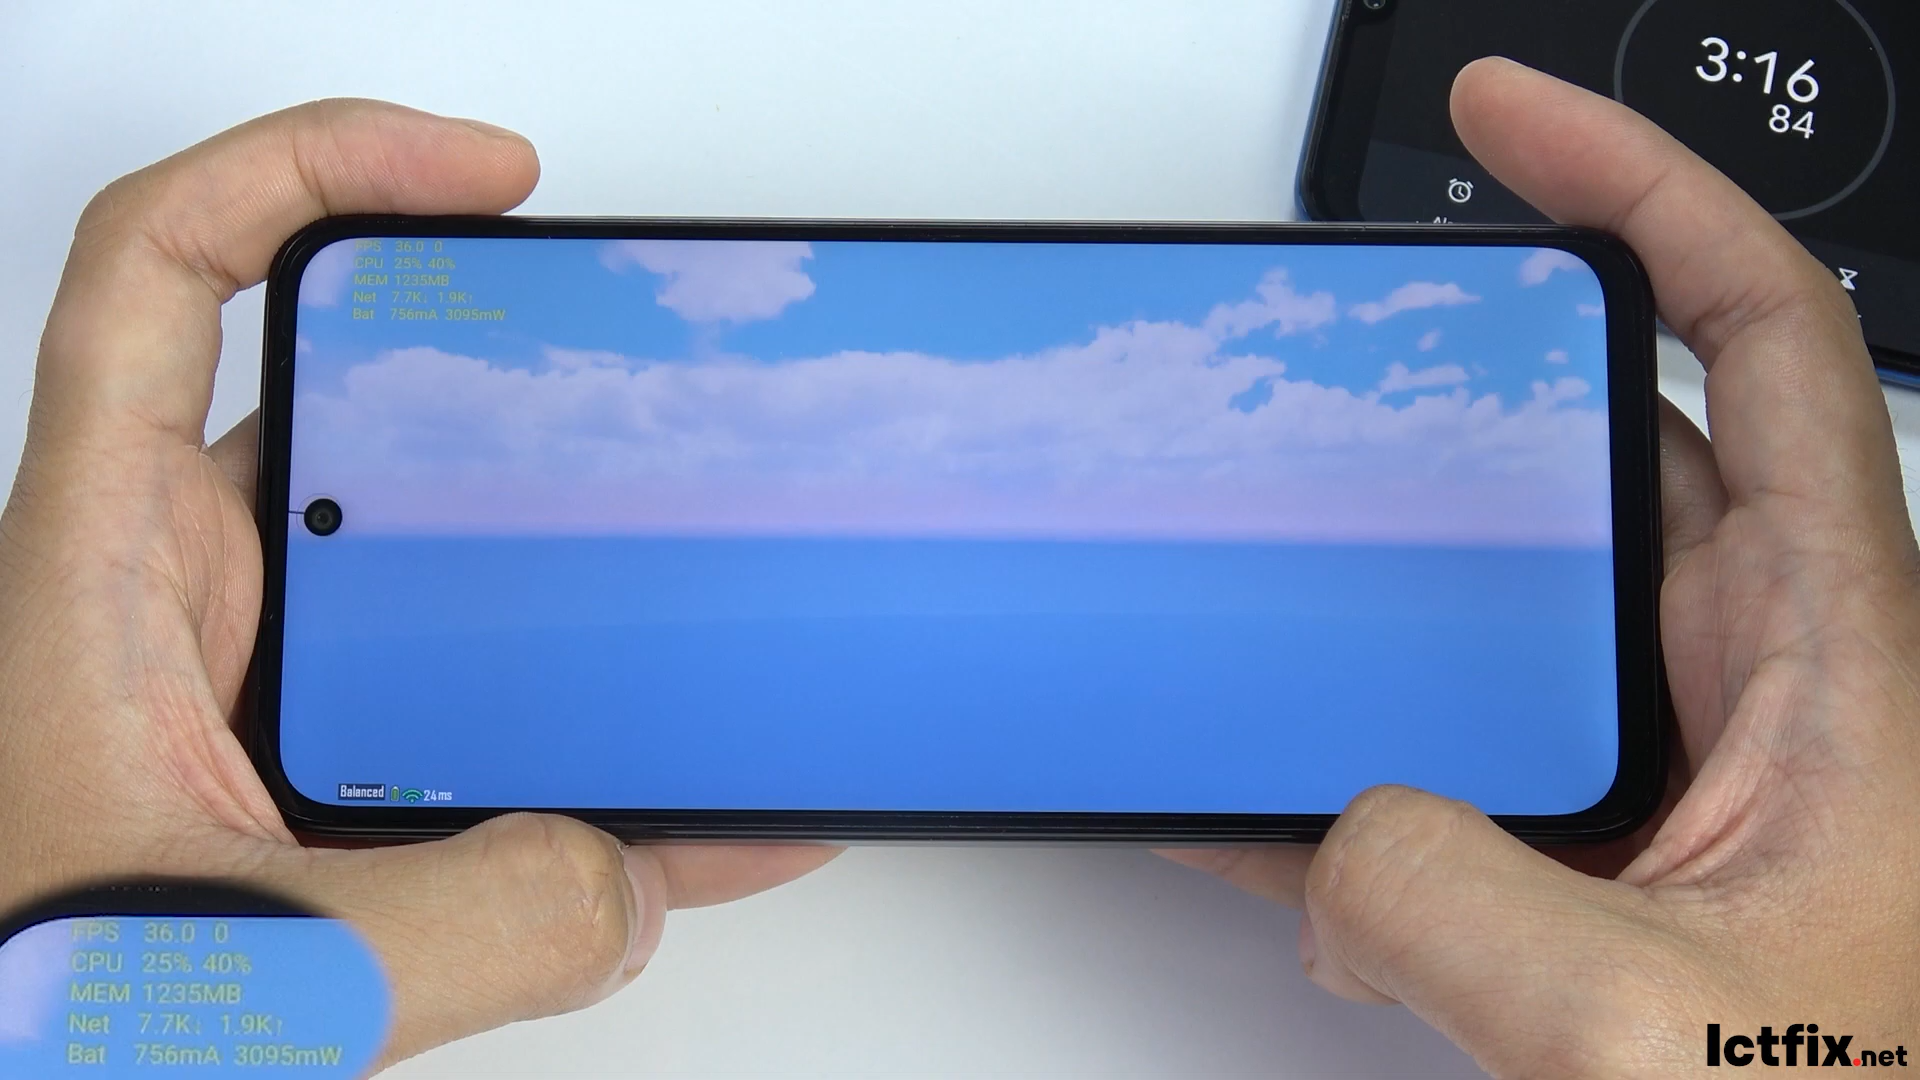 3:16
84
FPS 36.0 0
CPU 25% 40%
MEM 1235MB
Net 7.7K↓ 1.9K↑
Bat 756mA 3095mW
Balanced 24 ms
FPS 36.0 0
CPU 25% 40%
MEM 1235MB
Net 7.7K↓ 1.9K↑
Bat 756mA 3095mW
Ictfix.net